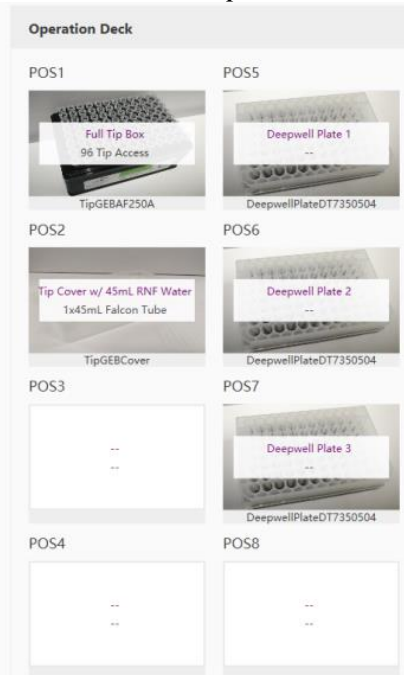 Operation Deck
POS1
Full Tip Box
96 Tip Access
TipGEBAF250A
POS5
Deepwell Plate 1
--
DeepwellPlateDT7350504
POS2
Tip Cover w/ 45mL RNF Water
1x45mL Falcon Tube
TipGEBCover
POS6
Deepwell Plate 2
--
DeepwellPlateDT7350504
POS3
--
--
POS7
Deepwell Plate 3
--
DeepwellPlateDT7350504
POS4
--
--
POS8
--
--